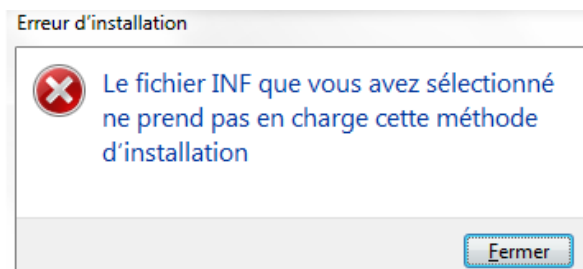 Erreur d'installation
Le fichier INF que vous avez sélectionné
ne prend pas en charge cette méthode
d'installation
Fermer